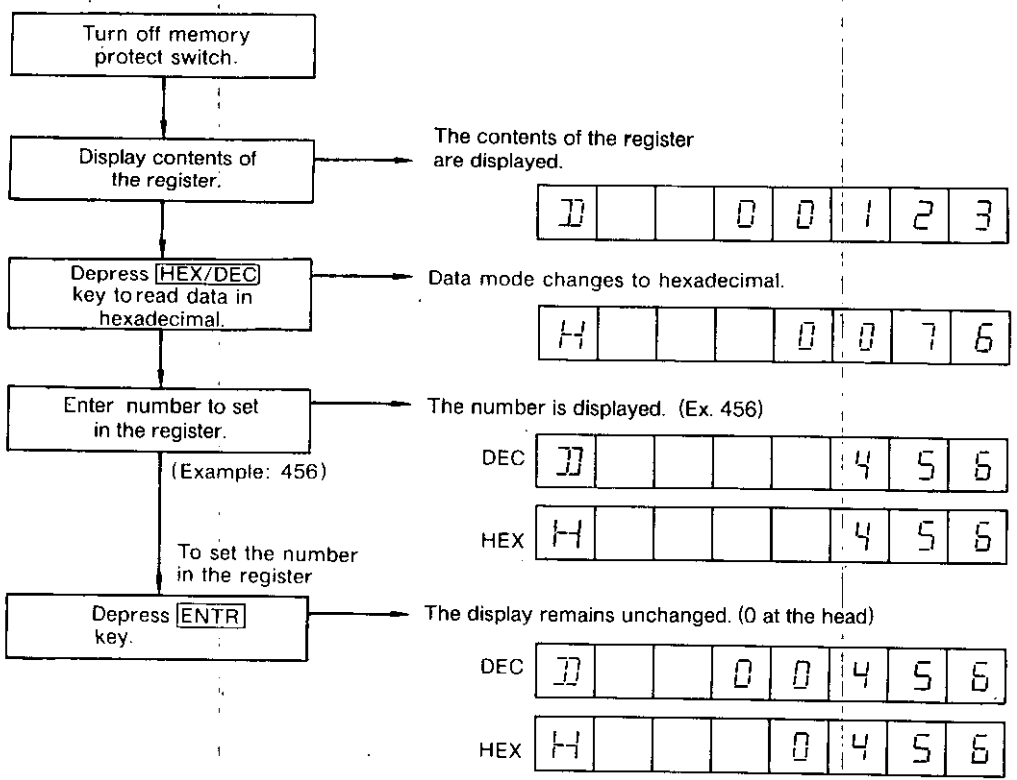 Turn off memory
protect switch.
Display contents of
the register.
The contents of the register
are displayed.
D 0 0 1 2 3
Depress HEX/DEC
key to read data in
hexadecimal.
Data mode changes to hexadecimal.
H 0 0 7 6
Enter number to set
in the register.
The number is displayed. (Ex. 456)
(Example: 456)
DEC D 4 5 6
HEX H 4 5 6
To set the number
in the register
Depress ENTR
key.
The display remains unchanged. (0 at the head)
DEC D 0 0 4 5 6
HEX H 0 4 5 6